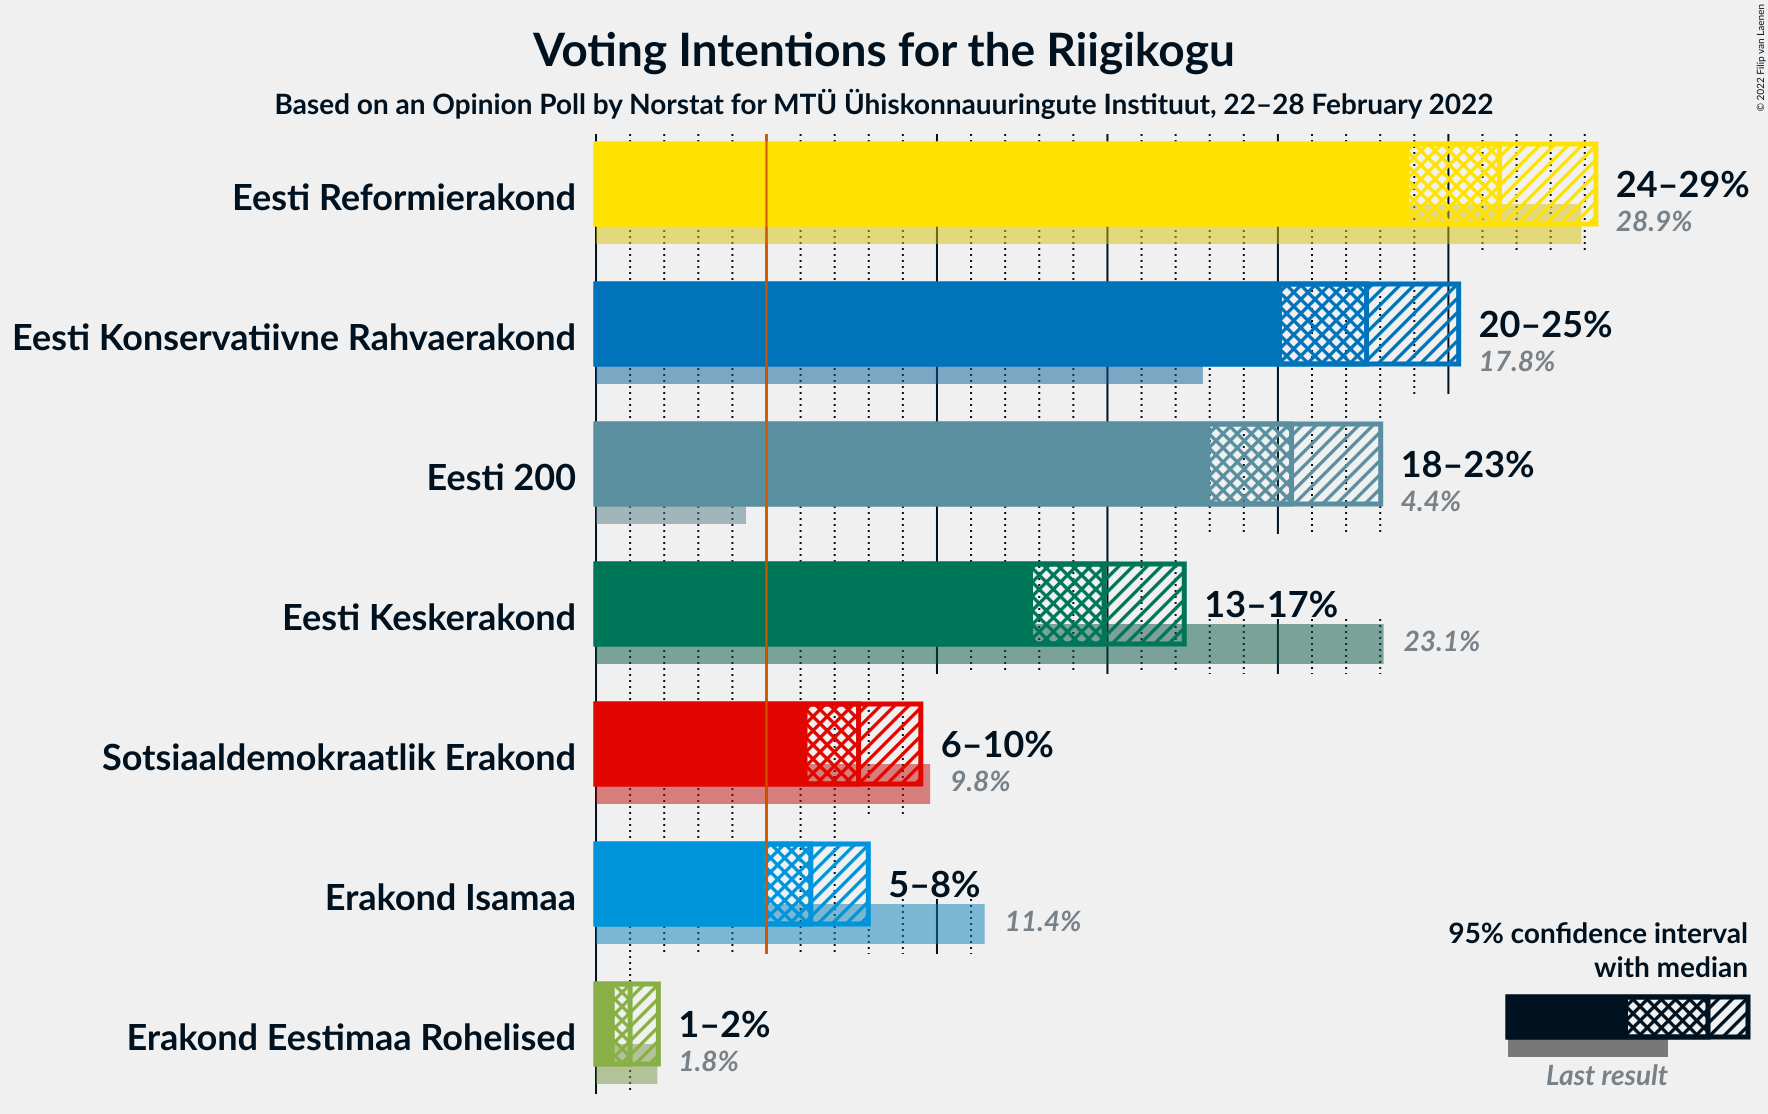 Voting Intentions for the Riigikogu
Based on an Opinion Poll by Norstat for MTÜ Ühiskonnauuringute Instituut, 22–28 February 2022
© 2022 Filip van Laenen
Eesti Reformierakond
24–29%
28.9%
Eesti Konservatiivne Rahvaerakond
20–25%
17.8%
Eesti 200
18–23%
4.4%
Eesti Keskerakond
13–17%
23.1%
Sotsiaaldemokraatlik Erakond
6–10%
9.8%
Erakond Isamaa
5–8%
11.4%
Erakond Eestimaa Rohelised
1–2%
1.8%
95% confidence interval
with median
Last result